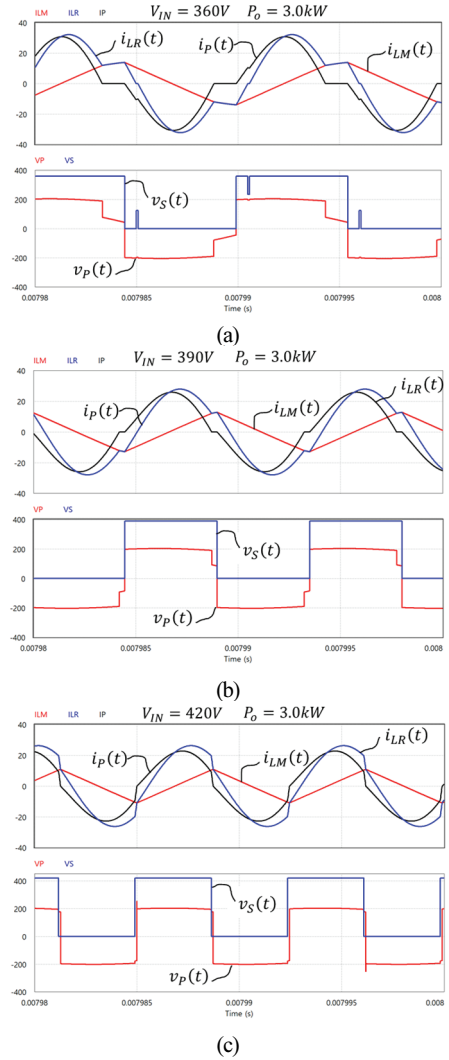 ILM ILR IP V_IN = 360V P_o = 3.0kW
40
20
0
-20
-40
i_LR(t)
i_P(t)
i_LM(t)
VP VS
400
200
0
-200
-400
v_S(t)
v_P(t)
0.00798 0.007985 0.00799 0.007995 0.008
Time (s)
(a)
ILM ILR IP V_IN = 390V P_o = 3.0kW
40
20
0
-20
-40
i_P(t)
i_LM(t)
i_LR(t)
VP VS
400
200
0
-200
-400
v_S(t)
v_P(t)
0.00798 0.007985 0.00799 0.007995 0.008
Time (s)
(b)
ILM ILR IP V_IN = 420V P_o = 3.0kW
40
20
0
-20
-40
i_P(t)
i_LM(t)
i_LR(t)
VP VS
400
200
0
-200
-400
v_S(t)
v_P(t)
0.00798 0.007985 0.00799 0.007995 0.008
Time (s)
(c)